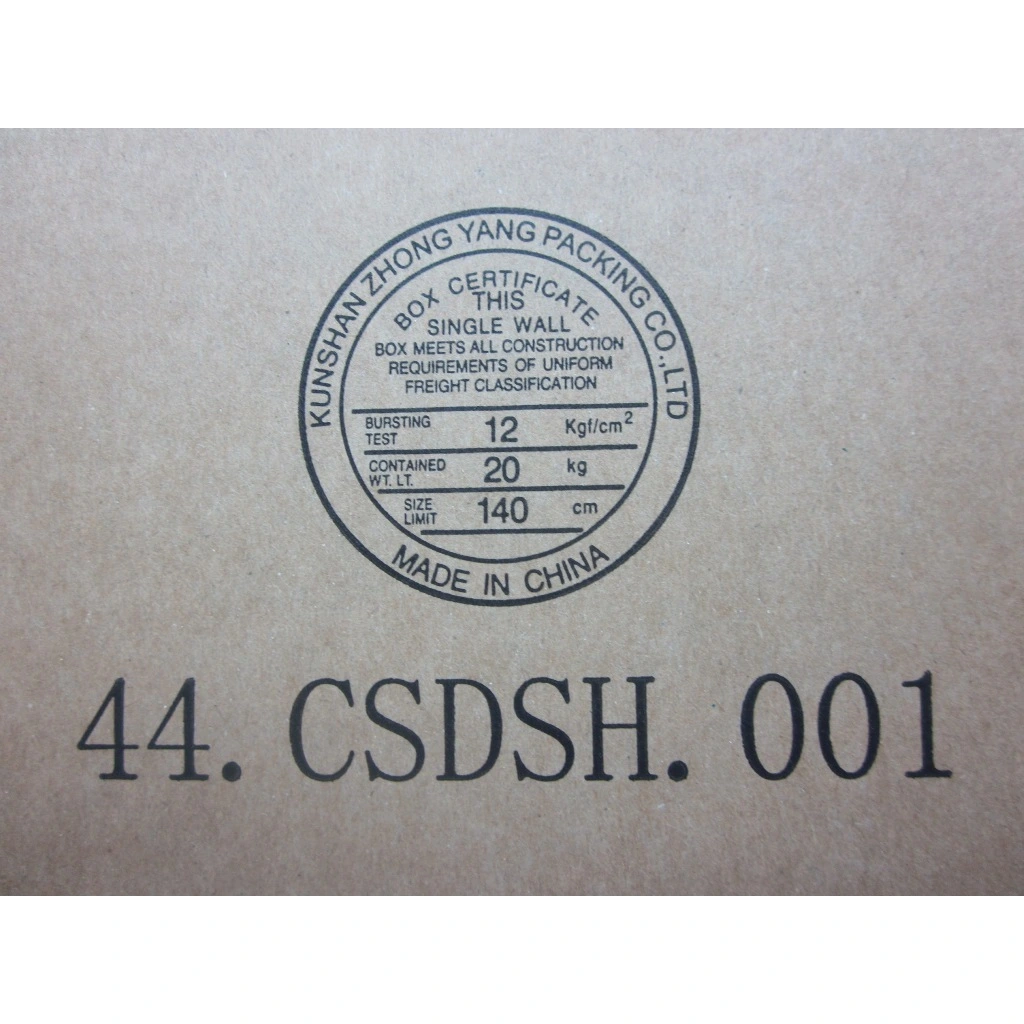 KUNSHAN ZHONG YANG PACKING CO.,LTD
BOX CERTIFICATE
THIS
SINGLE WALL
BOX MEETS ALL CONSTRUCTION
REQUIREMENTS OF UNIFORM
FREIGHT CLASSIFICATION
BURSTING TEST 12 Kgf/cm²
CONTAINED WT. LT. 20 kg
SIZE LIMIT 140 cm
MADE IN CHINA
44. CSDSH. 001